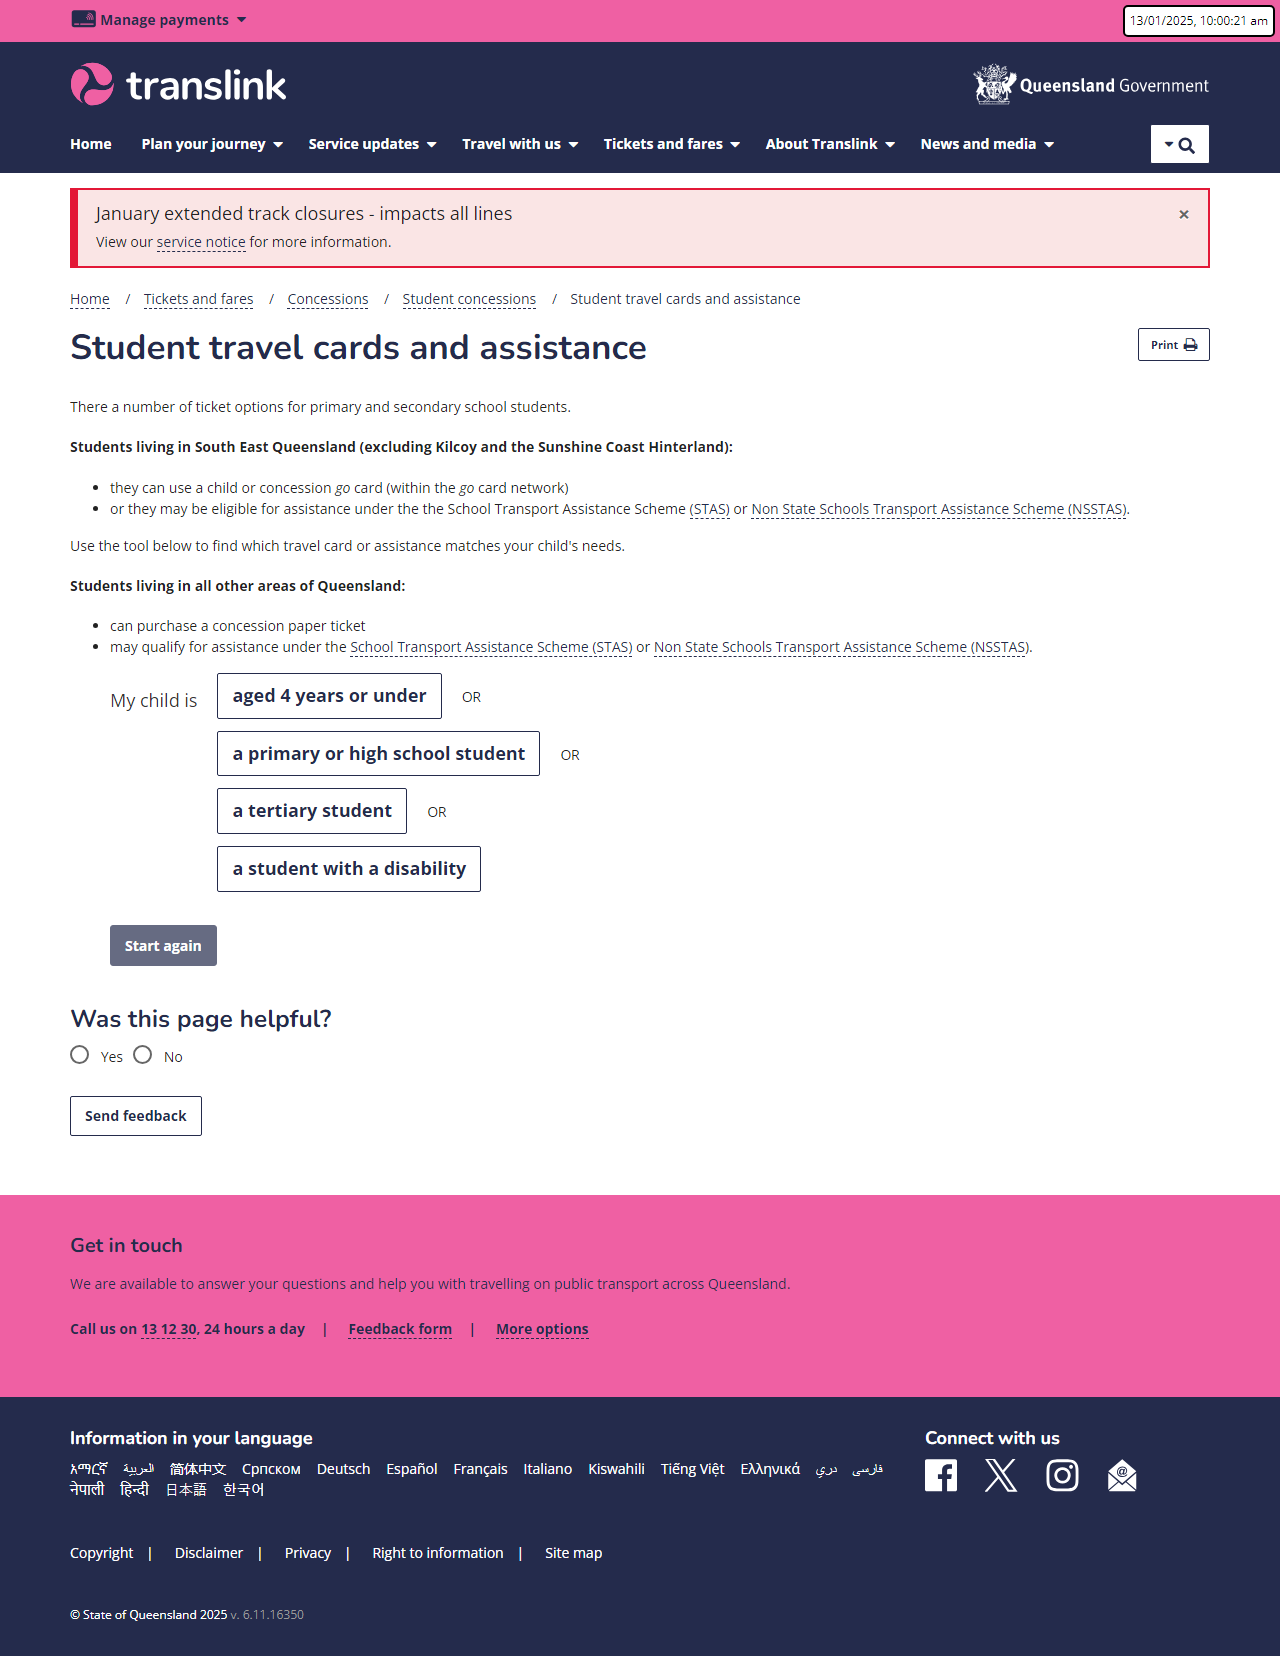 Manage payments
13/01/2025, 10:00:21 am
translink
Queensland Government
Home Plan your journey Service updates Travel with us Tickets and fares About Translink News and media
January extended track closures - impacts all lines
×
View our service notice for more information.
Home / Tickets and fares / Concessions / Student concessions / Student travel cards and assistance
Student travel cards and assistance
Print
There a number of ticket options for primary and secondary school students.
Students living in South East Queensland (excluding Kilcoy and the Sunshine Coast Hinterland):
• they can use a child or concession go card (within the go card network)
• or they may be eligible for assistance under the the School Transport Assistance Scheme (STAS) or Non State Schools Transport Assistance Scheme (NSSTAS).
Use the tool below to find which travel card or assistance matches your child's needs.
Students living in all other areas of Queensland:
• can purchase a concession paper ticket
• may qualify for assistance under the School Transport Assistance Scheme (STAS) or Non State Schools Transport Assistance Scheme (NSSTAS).
My child is aged 4 years or under OR
a primary or high school student OR
a tertiary student OR
a student with a disability
Start again
Was this page helpful?
Yes No
Send feedback
Get in touch
We are available to answer your questions and help you with travelling on public transport across Queensland.
Call us on 13 12 30, 24 hours a day | Feedback form | More options
Information in your language
አማርኛ العربية 简体中文 Српском Deutsch Español Français Italiano Kiswahili Tiếng Việt Ελληνικά دري فارسی
नेपाली हिन्दी 日本語 한국어
Connect with us
Copyright | Disclaimer | Privacy | Right to information | Site map
© State of Queensland 2025 v. 6.11.16350